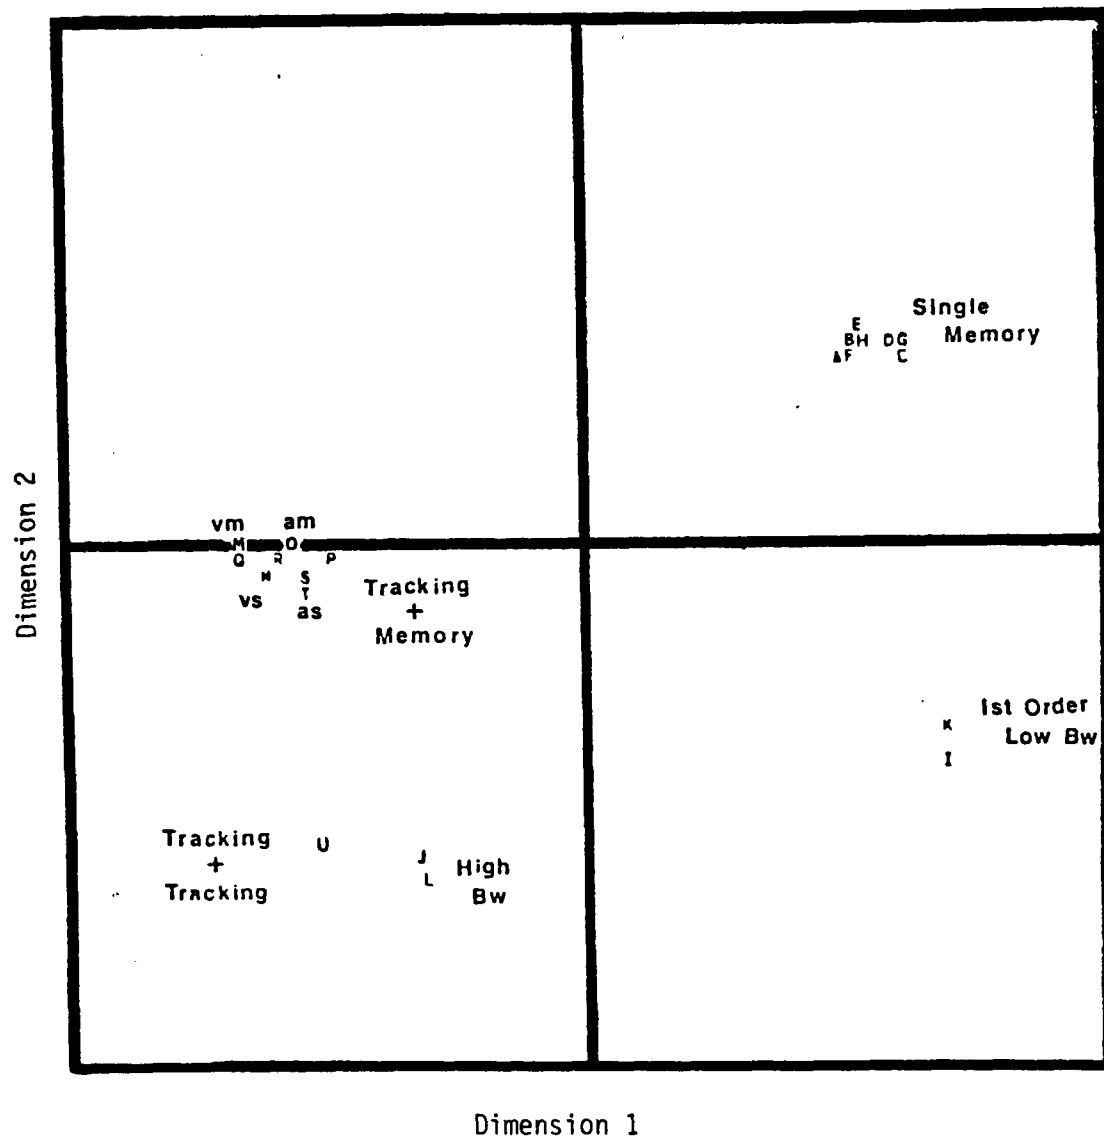 Single
E
BH DG Memory
AF C
Dimension 2
vm am
M O
Q R P
N S
T
Tracking
vs
as
+
Memory
1st Order
K
Low Bw
I
Tracking
U
J
+
High
L
Tracking
Bw
Dimension 1